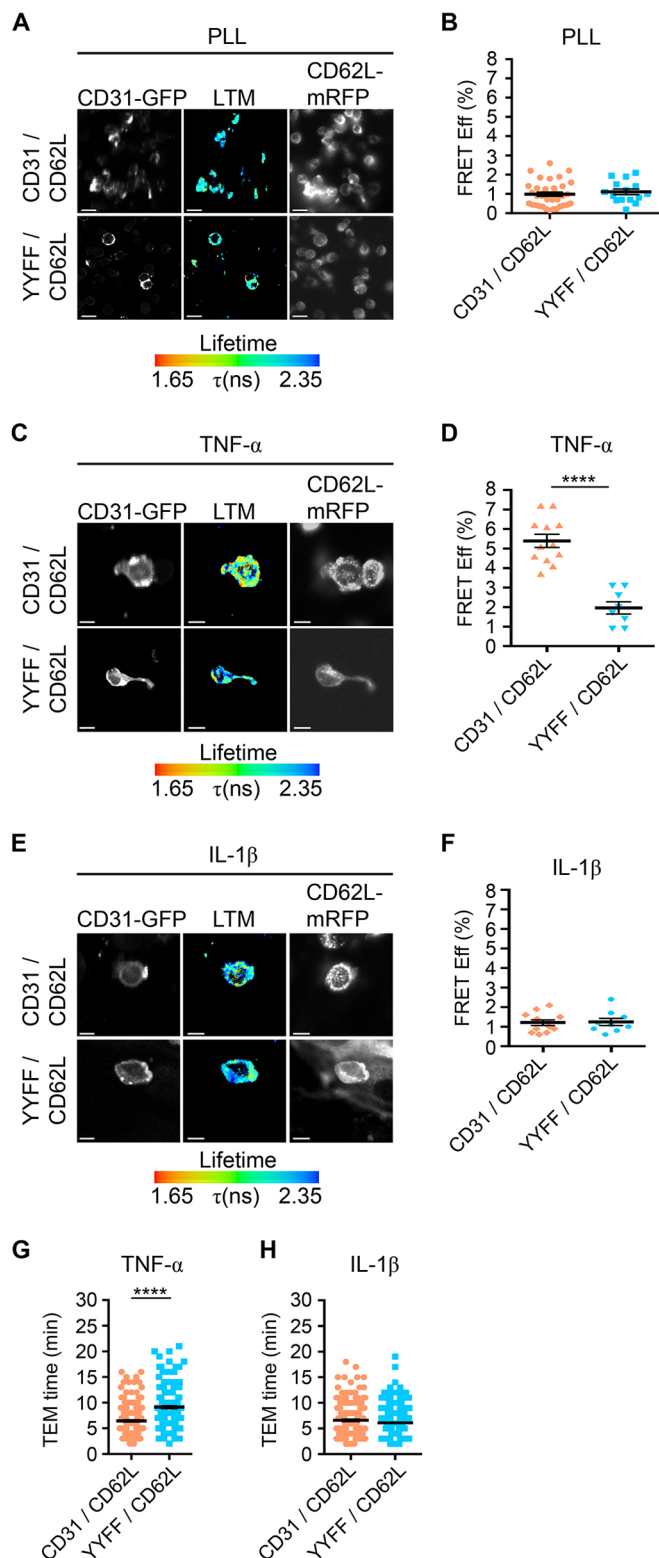 A
PLL
CD31-GFP LTM CD62L-
mRFP
CD31 /
CD62L
YYFF /
CD62L
Lifetime
1.65 τ(ns) 2.35
B
PLL
FRET Eff (%)
8
7
6
5
4
3
2
1
0
CD31 / CD62L
YYFF / CD62L
C
TNF-α
CD31-GFP LTM CD62L-
mRFP
CD31 /
CD62L
YYFF /
CD62L
Lifetime
1.65 τ(ns) 2.35
D
TNF-α
****
FRET Eff (%)
8
7
6
5
4
3
2
1
0
CD31 / CD62L
YYFF / CD62L
E
IL-1β
CD31-GFP LTM CD62L-
mRFP
CD31 /
CD62L
YYFF /
CD62L
Lifetime
1.65 τ(ns) 2.35
F
IL-1β
FRET Eff (%)
8
7
6
5
4
3
2
1
0
CD31 / CD62L
YYFF / CD62L
G
TNF-α
****
TEM time (min)
30
25
20
15
10
5
0
CD31 / CD62L
YYFF / CD62L
H
IL-1β
TEM time (min)
30
25
20
15
10
5
0
CD31 / CD62L
YYFF / CD62L